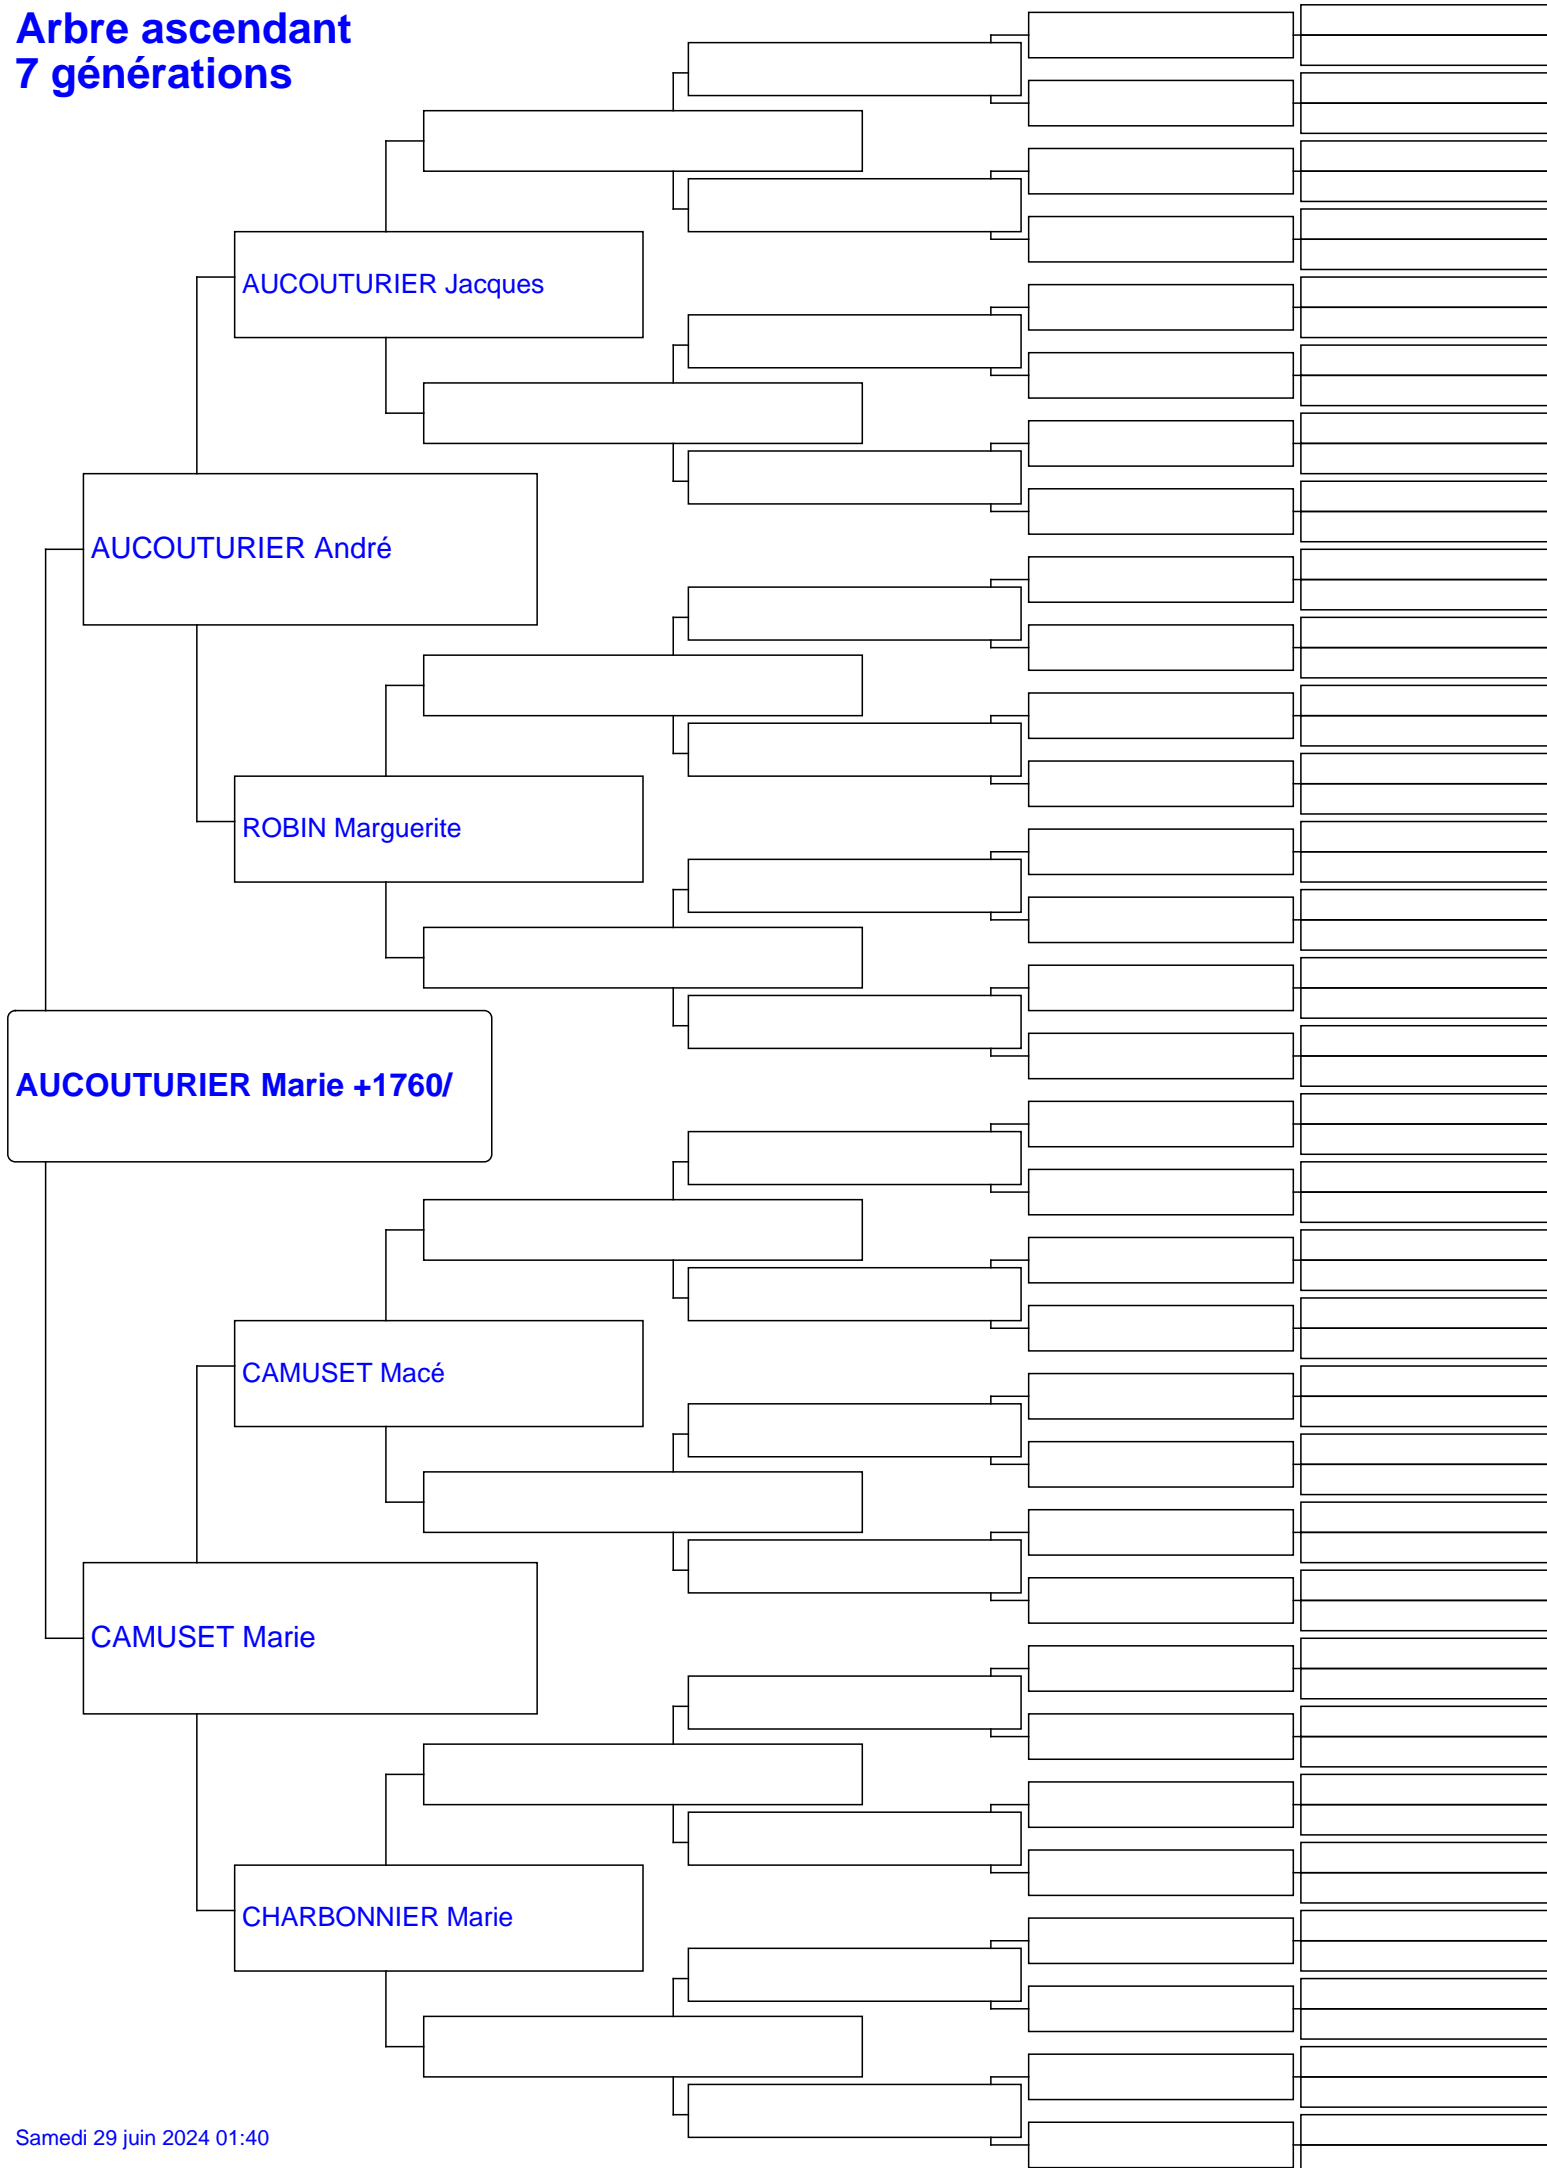 Arbre ascendant
7 générations
AUCOUTURIER Jacques
AUCOUTURIER André
ROBIN Marguerite
AUCOUTURIER Marie +1760/
CAMUSET Macé
CAMUSET Marie
CHARBONNIER Marie
Samedi 29 juin 2024 01:40